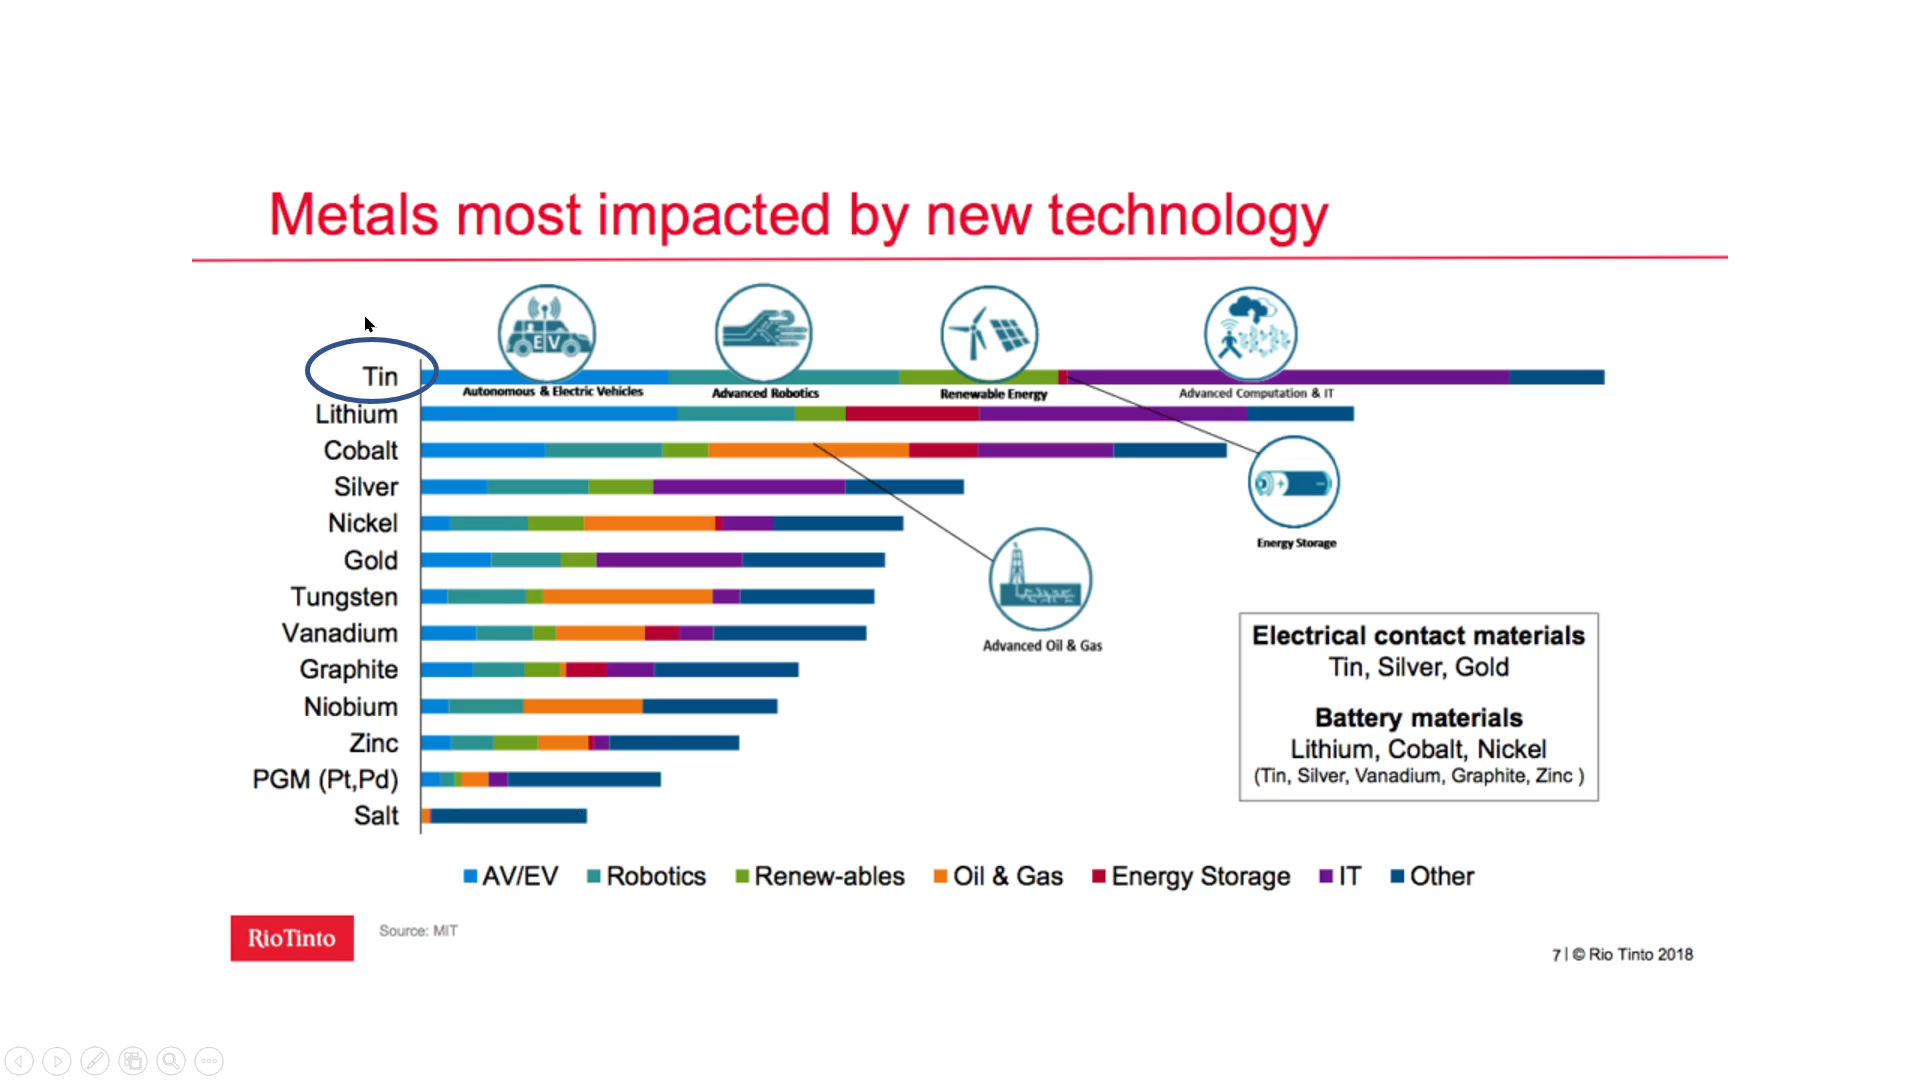 Metals most impacted by new technology
EV
Tin
Autonomous & Electric Vehicles
Advanced Robotics
Renewable Energy
Advanced Computation & IT
Lithium
Cobalt
Silver
Nickel
Gold
Tungsten
Vanadium
Graphite
Niobium
Zinc
PGM (Pt,Pd)
Salt
Energy Storage
Advanced Oil & Gas
Electrical contact materials
Tin, Silver, Gold
Battery materials
Lithium, Cobalt, Nickel
(Tin, Silver, Vanadium, Graphite, Zinc )
AV/EV Robotics Renew-ables Oil & Gas Energy Storage IT Other
RioTinto
Source: MIT
7 | © Rio Tinto 2018